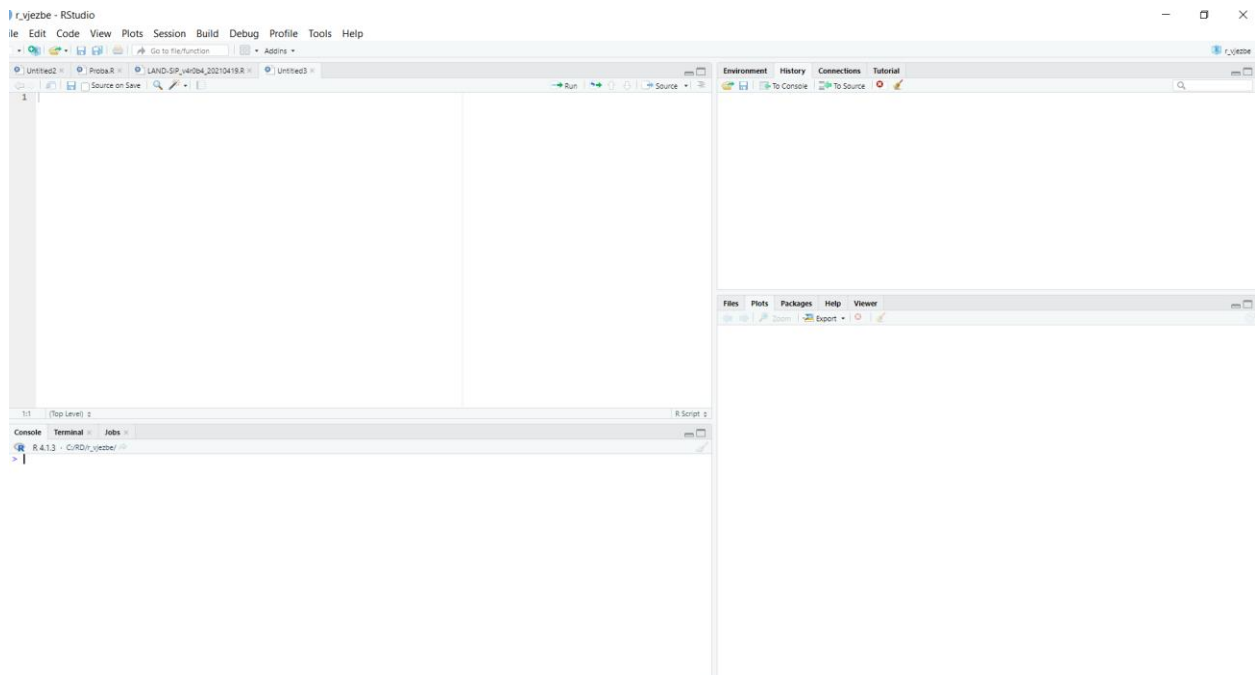 r_vjezbe - RStudio
ile Edit Code View Plots Session Build Debug Profile Tools Help
Go to file/function Addins r_vjezbe
Untitled2 Proba.R LAND-SIP_v4r0b4_20210419.R Untitled3
Source on Save Run Source
1
1:1 (Top Level) R Script
Console Terminal Jobs
R 4.1.3 · C:/RD/r_vjezbe/
>
Environment History Connections Tutorial
To Console To Source
Files Plots Packages Help Viewer
Zoom Export